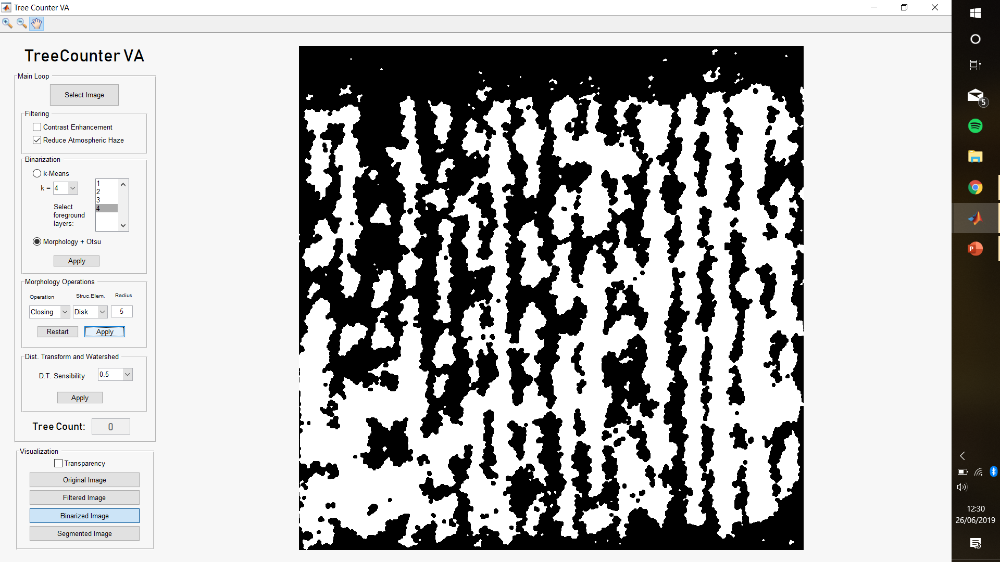 Tree Counter VA
TreeCounter VA
Main Loop
Select Image
Filtering
Contrast Enhancement
Reduce Atmospheric Haze
Binarization
k-Means
k = 4
1
2
3
4
Select
foreground
layers:
Morphology + Otsu
Apply
Morphology Operations
Operation Struc.Elem. Radius
Closing Disk 5
Restart Apply
Dist. Transform and Watershed
D.T. Sensibility 0.5
Apply
Tree Count: 0
Visualization
Transparency
Original Image
Filtered Image
Binarized Image
Segmented Image
5
P
12:30
26/06/2019